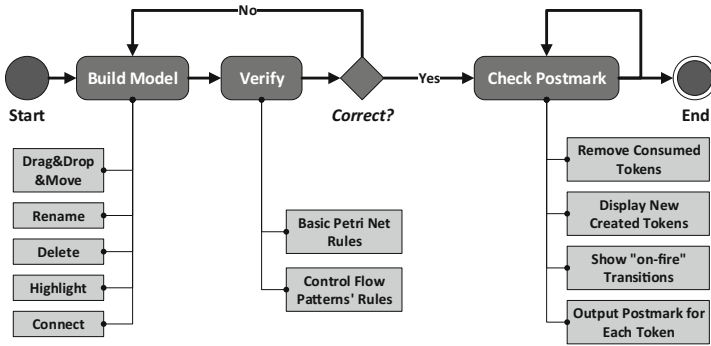 No
Build Model
Verify
Yes
Check Postmark
Start
Correct?
End
Drag&Drop
&Move
Rename
Delete
Highlight
Connect
Basic Petri Net
Rules
Control Flow
Patterns' Rules
Remove Consumed
Tokens
Display New
Created Tokens
Show "on-fire"
Transitions
Output Postmark for
Each Token